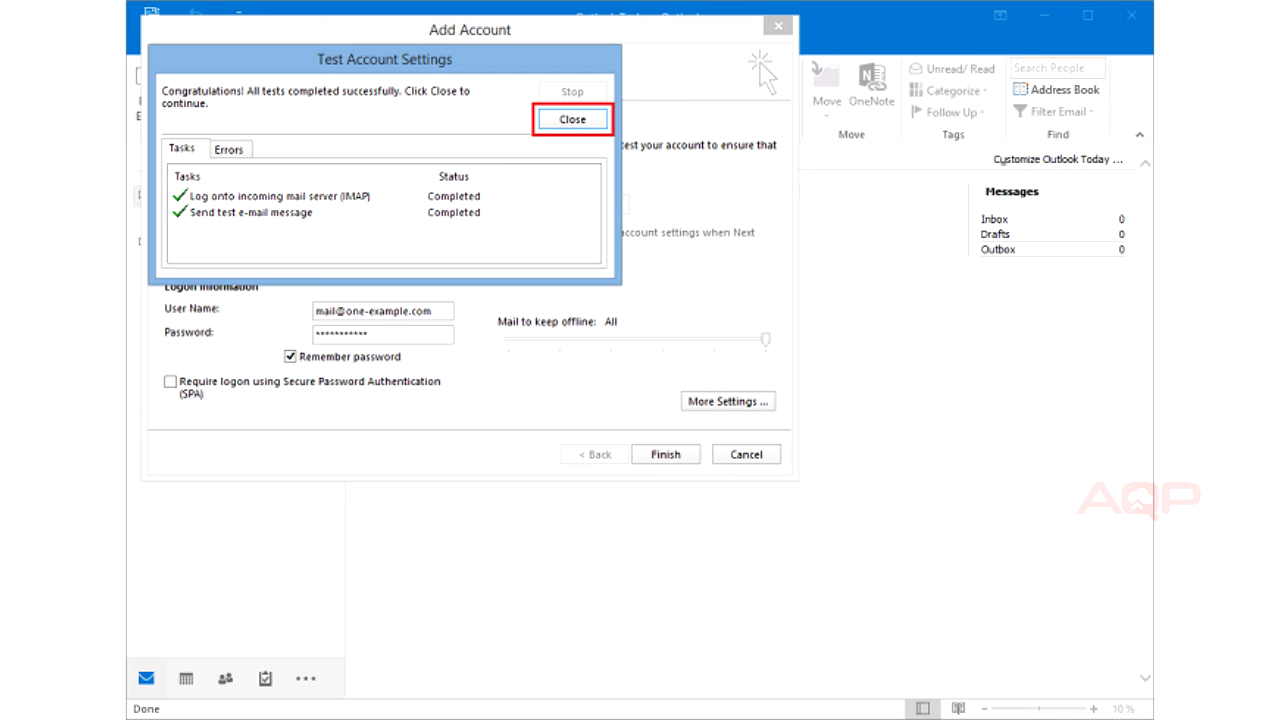 Add Account
Test Account Settings
Congratulations! All tests completed successfully. Click Close to
continue.
Stop
Close
Tasks
Errors
Tasks Status
Log onto incoming mail server (IMAP) Completed
Send test e-mail message Completed
test your account to ensure that
account settings when Next
Logon Information
User Name: mail@one-example.com
Password: ***********
Remember password
Require logon using Secure Password Authentication
(SPA)
Mail to keep offline: All
More Settings ...
< Back Finish Cancel
Move OneNote
Move
Unread/ Read
Categorize
Follow Up
Tags
Search People
Address Book
Filter Email
Find
Customize Outlook Today ...
Messages
Inbox 0
Drafts 0
Outbox 0
AQP
Done
10 %